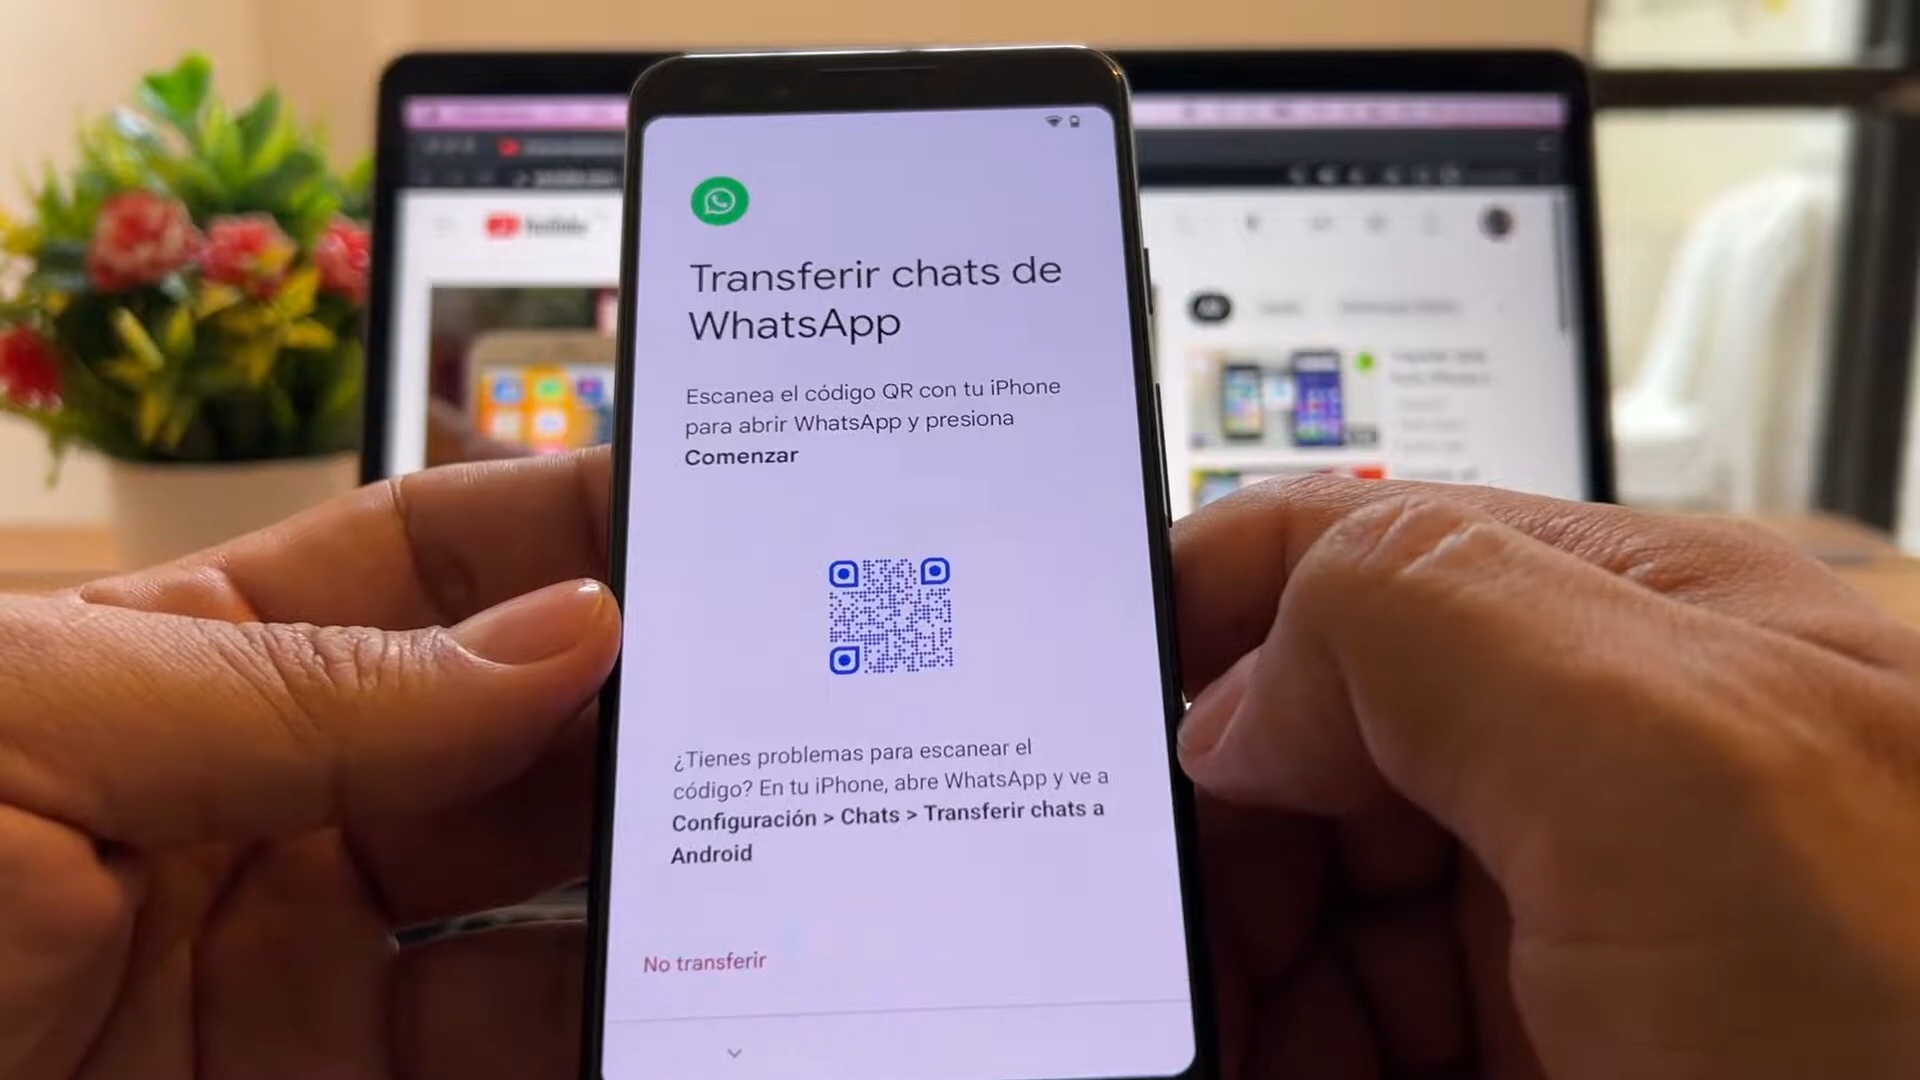 Transferir chats de
WhatsApp
Escanea el código QR con tu iPhone
para abrir WhatsApp y presiona
Comenzar
¿Tienes problemas para escanear el
código? En tu iPhone, abre WhatsApp y ve a
Configuración > Chats > Transferir chats a
Android
No transferir